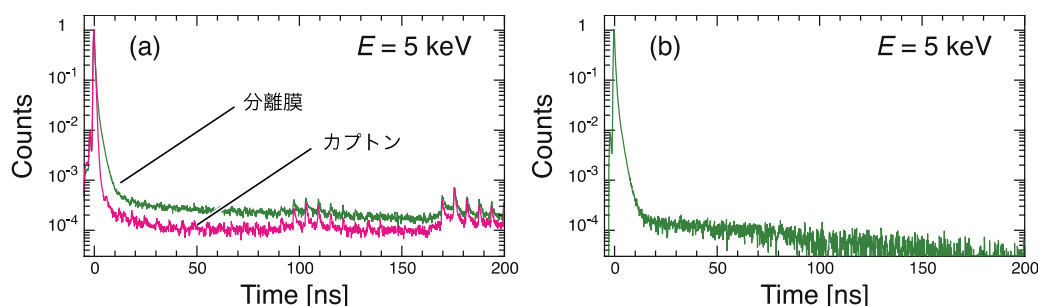 (a)
E = 5 keV
分離膜
カプトン
Counts
1
10-1
10-2
10-3
10-4
0 50 100 150 200
Time [ns]
(b)
E = 5 keV
Counts
1
10-1
10-2
10-3
10-4
0 50 100 150 200
Time [ns]